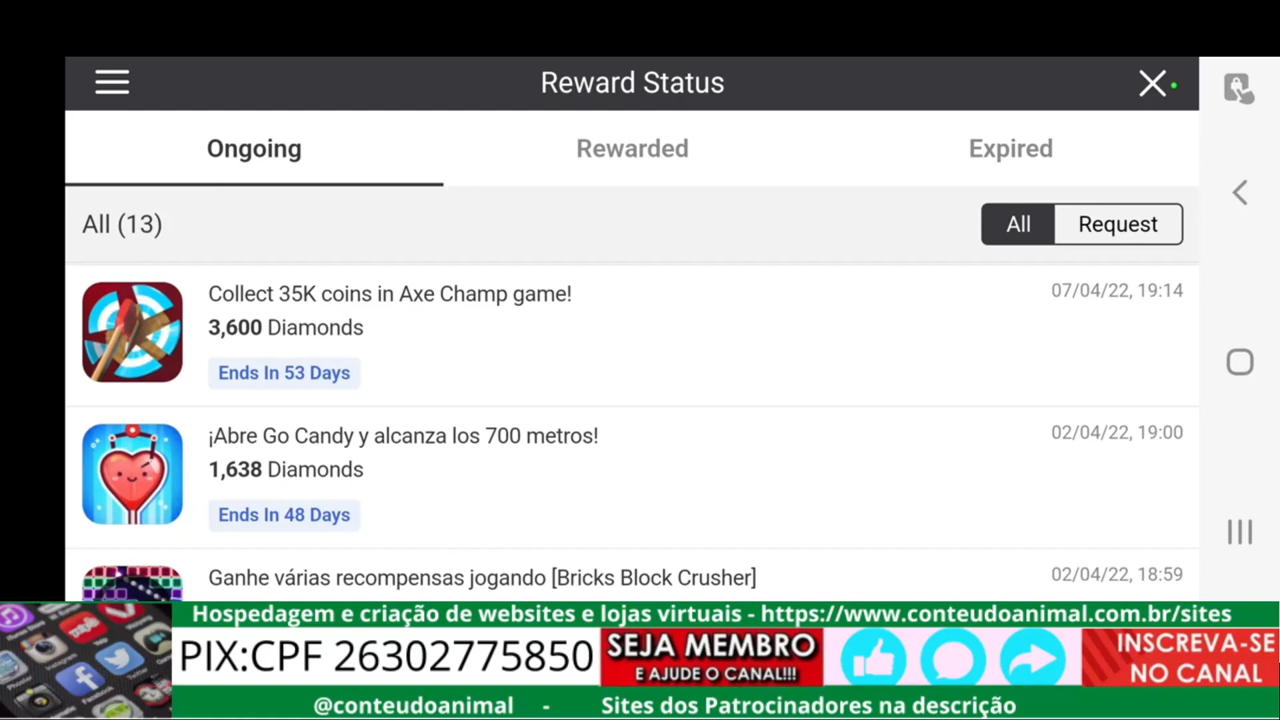 Reward Status
Ongoing
Rewarded
Expired
All (13)
All
Request
Collect 35K coins in Axe Champ game!
07/04/22, 19:14
3,600 Diamonds
Ends In 53 Days
¡Abre Go Candy y alcanza los 700 metros!
02/04/22, 19:00
1,638 Diamonds
Ends In 48 Days
Ganhe várias recompensas jogando [Bricks Block Crusher]
02/04/22, 18:59
Hospedagem e criação de websites e lojas virtuais - https://www.conteudoanimal.com.br/sites
PIX:CPF 26302775850
SEJA MEMBRO
E AJUDE O CANAL!!!
INSCREVA-SE
NO CANAL
@conteudoanimal - Sites dos Patrocinadores na descrição